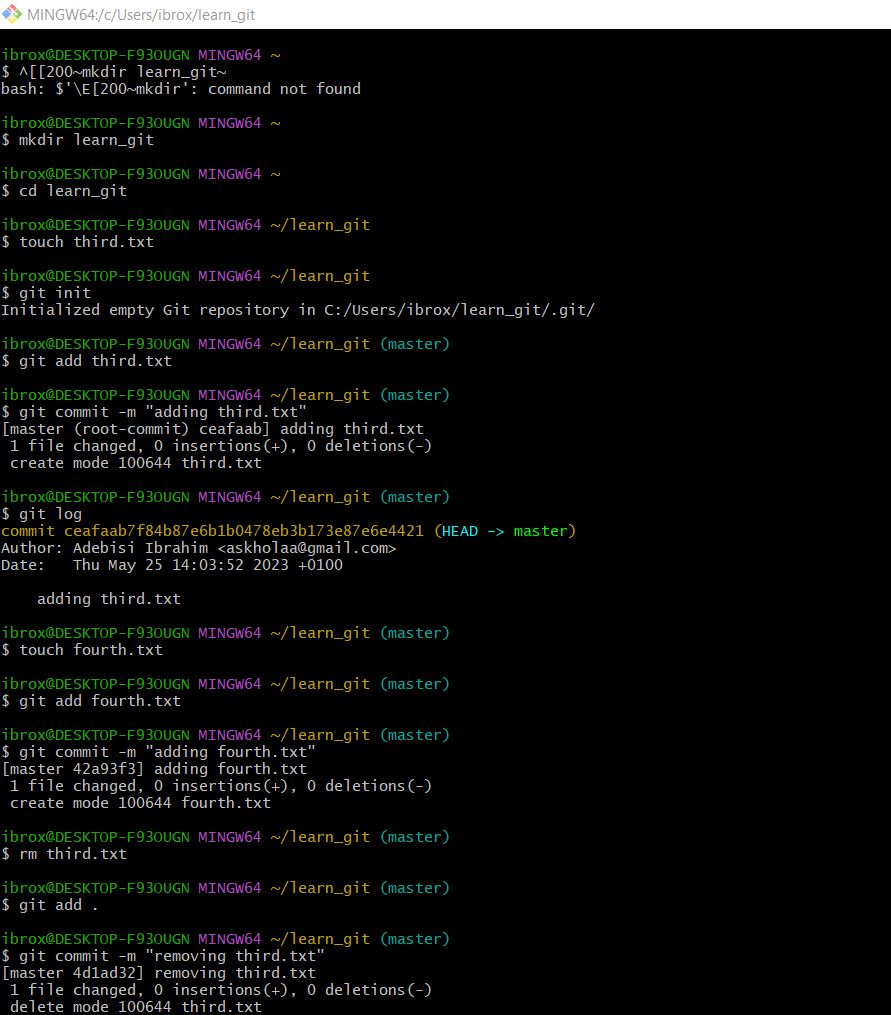 MINGW64:/c/Users/ibrox/learn_git
ibrox@DESKTOP-F93OUGN MINGW64 ~
$ ^[[200~mkdir learn_git~
bash: $'\E[200~mkdir': command not found
ibrox@DESKTOP-F93OUGN MINGW64 ~
$ mkdir learn_git
ibrox@DESKTOP-F93OUGN MINGW64 ~
$ cd learn_git
ibrox@DESKTOP-F93OUGN MINGW64 ~/learn_git
$ touch third.txt
ibrox@DESKTOP-F93OUGN MINGW64 ~/learn_git
$ git init
Initialized empty Git repository in C:/Users/ibrox/learn_git/.git/
ibrox@DESKTOP-F93OUGN MINGW64 ~/learn_git (master)
$ git add third.txt
ibrox@DESKTOP-F93OUGN MINGW64 ~/learn_git (master)
$ git commit -m "adding third.txt"
[master (root-commit) ceafaab] adding third.txt
 1 file changed, 0 insertions(+), 0 deletions(-)
 create mode 100644 third.txt
ibrox@DESKTOP-F93OUGN MINGW64 ~/learn_git (master)
$ git log
commit ceafaab7f84b87e6b1b0478eb3b173e87e6e4421 (HEAD -> master)
Author: Adebisi Ibrahim <askholaa@gmail.com>
Date:   Thu May 25 14:03:52 2023 +0100
    adding third.txt
ibrox@DESKTOP-F93OUGN MINGW64 ~/learn_git (master)
$ touch fourth.txt
ibrox@DESKTOP-F93OUGN MINGW64 ~/learn_git (master)
$ git add fourth.txt
ibrox@DESKTOP-F93OUGN MINGW64 ~/learn_git (master)
$ git commit -m "adding fourth.txt"
[master 42a93f3] adding fourth.txt
 1 file changed, 0 insertions(+), 0 deletions(-)
 create mode 100644 fourth.txt
ibrox@DESKTOP-F93OUGN MINGW64 ~/learn_git (master)
$ rm third.txt
ibrox@DESKTOP-F93OUGN MINGW64 ~/learn_git (master)
$ git add .
ibrox@DESKTOP-F93OUGN MINGW64 ~/learn_git (master)
$ git commit -m "removing third.txt"
[master 4d1ad32] removing third.txt
 1 file changed, 0 insertions(+), 0 deletions(-)
 delete mode 100644 third.txt